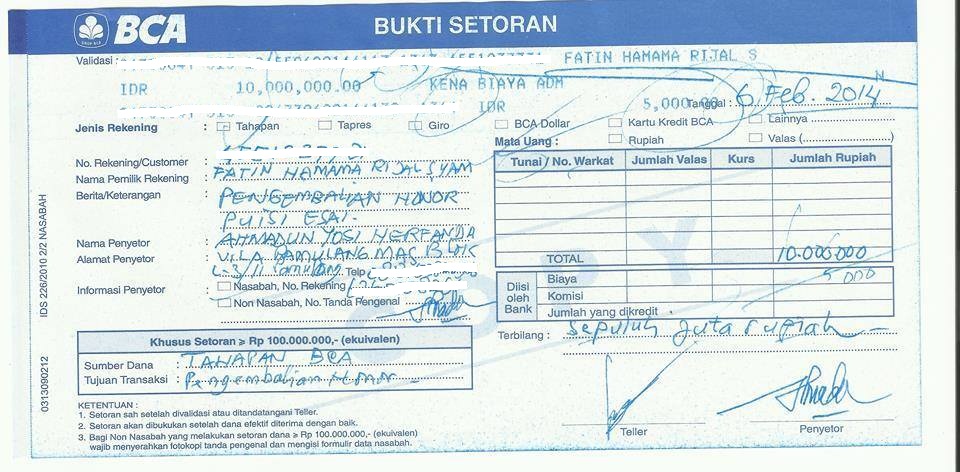 BCA
BUKTI SETORAN
Validasi : FATIN HAMAMA RIJAL S
IDR 10,000,000.00 KENA BIAYA ADM N
IDR 5,000.00 Tanggal : 6 Feb. 2014
Jenis Rekening : Tahapan Tapres Giro BCA Dollar Kartu Kredit BCA Lainnya
Mata Uang : Rupiah Valas (..............)
No. Rekening/Customer :
Nama Pemilik Rekening : FATIN HAMAMA RIJAL SYAM
Berita/Keterangan : PENGEMBALIAN HONOR
PUISI ESAI.
Nama Penyetor : AHMADUN YOSI HERFANDA
Alamat Penyetor : VILA PAMULANG MAS BLOK
L-3/11 Pamulang Telp
Informasi Penyetor : Nasabah, No. Rekening
Non Nasabah, No. Tanda Pengenal
Tunai / No. Warkat Jumlah Valas Kurs Jumlah Rupiah
TOTAL 10.000.000
Diisi oleh Bank
Biaya 5 000
Komisi
Jumlah yang dikredit
Terbilang : Sepuluh juta rupiah
COPY
Khusus Setoran ≥ Rp 100.000.000,- (ekuivalen)
Sumber Dana : TAHAPAN BCA
Tujuan Transaksi : Pengembalian Honor
KETENTUAN :
1. Setoran sah setelah divalidasi atau ditandatangani Teller.
2. Setoran akan dibukukan setelah dana efektif diterima dengan baik.
3. Bagi Non Nasabah yang melakukan setoran dana ≥ Rp 100.000.000,- (ekuivalen)
wajib menyerahkan fotokopi tanda pengenal dan mengisi formulir data nasabah.
Teller
Penyetor
IDS 226/2010 2/2 NASABAH
0313090212